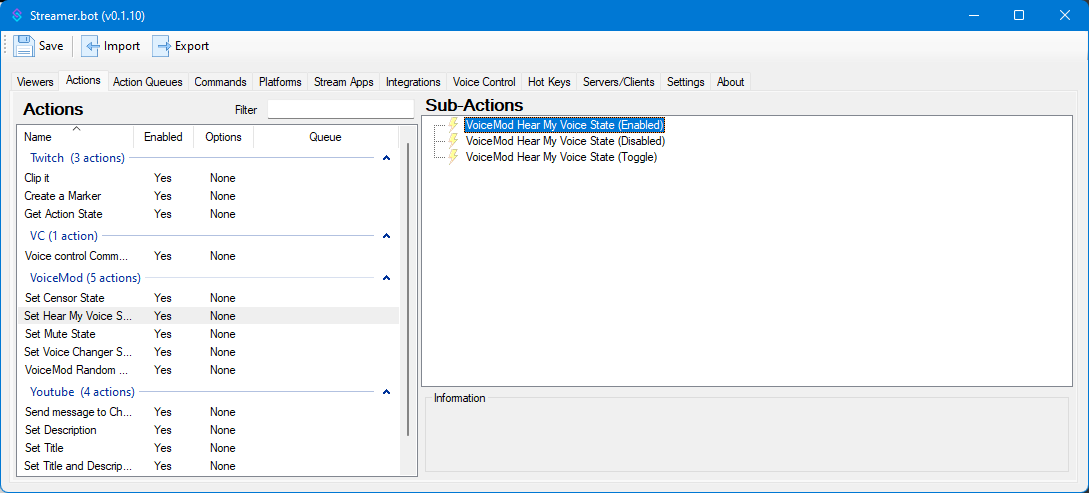 Streamer.bot (v0.1.10)
Save Import Export
Viewers Actions Action Queues Commands Platforms Stream Apps Integrations Voice Control Hot Keys Servers/Clients Settings About
Actions Filter
Name Enabled Options Queue
Twitch (3 actions)
Clip it Yes None
Create a Marker Yes None
Get Action State Yes None
VC (1 action)
Voice control Comm... Yes None
VoiceMod (5 actions)
Set Censor State Yes None
Set Hear My Voice S... Yes None
Set Mute State Yes None
Set Voice Changer S... Yes None
VoiceMod Random ... Yes None
Youtube (4 actions)
Send message to Ch... Yes None
Set Description Yes None
Set Title Yes None
Set Title and Descrip... Yes None
Sub-Actions
VoiceMod Hear My Voice State (Enabled)
VoiceMod Hear My Voice State (Disabled)
VoiceMod Hear My Voice State (Toggle)
Information